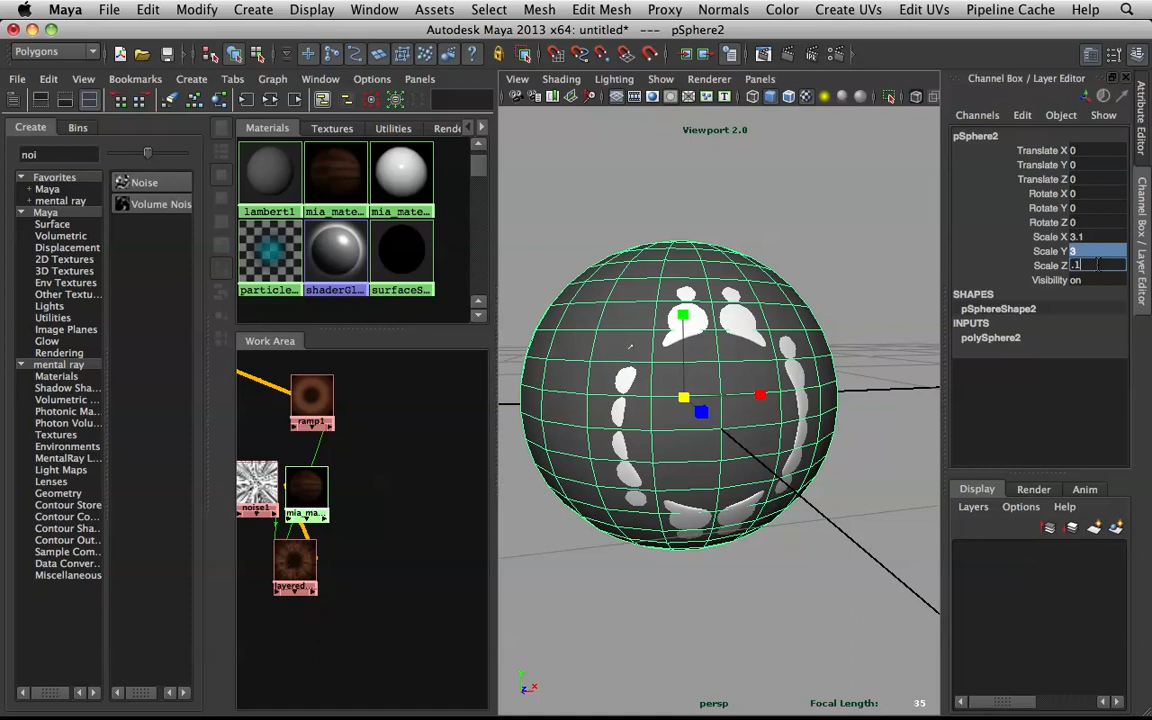 Maya File Edit Modify Create Display Window Assets Select Mesh Edit Mesh Proxy Normals Color Create UVs Edit UVs Pipeline Cache Help
Autodesk Maya 2013 x64: untitled* --- pSphere2
Polygons
File Edit View Bookmarks Create Tabs Graph Window Options Panels
View Shading Lighting Show Renderer Panels
Channel Box / Layer Editor
Create Bins
noi
Favorites
Maya
mental ray
Maya
Surface
Volumetric
Displacement
2D Textures
3D Textures
Env Textures
Other Textu...
Lights
Utilities
Image Planes
Glow
Rendering
mental ray
Materials
Shadow Sha...
Volumetric ...
Photonic Ma...
Textures
Environments
MentalRay L...
Light Maps
Lenses
Geometry
Contour Store
Contour Co...
Contour Sha...
Contour Out...
Sample Com...
Data Conver...
Miscellaneous
Noise
Volume Nois
Materials Textures Utilities Rende
lambert1 mia_mate... mia_mate...
particle... shaderGl... surfaceS...
Work Area
ramp1
noise1
mia_ma...
layered...
Viewport 2.0
persp
Focal Length: 35
Channels Edit Object Show
pSphere2
Translate X 0
Translate Y 0
Translate Z 0
Rotate X 0
Rotate Y 0
Rotate Z 0
Scale X 3.1
Scale Y 3
Scale Z .1
Visibility on
SHAPES
pSphereShape2
INPUTS
polySphere2
Display Render Anim
Layers Options Help
Attribute Editor
Channel Box / Layer Editor